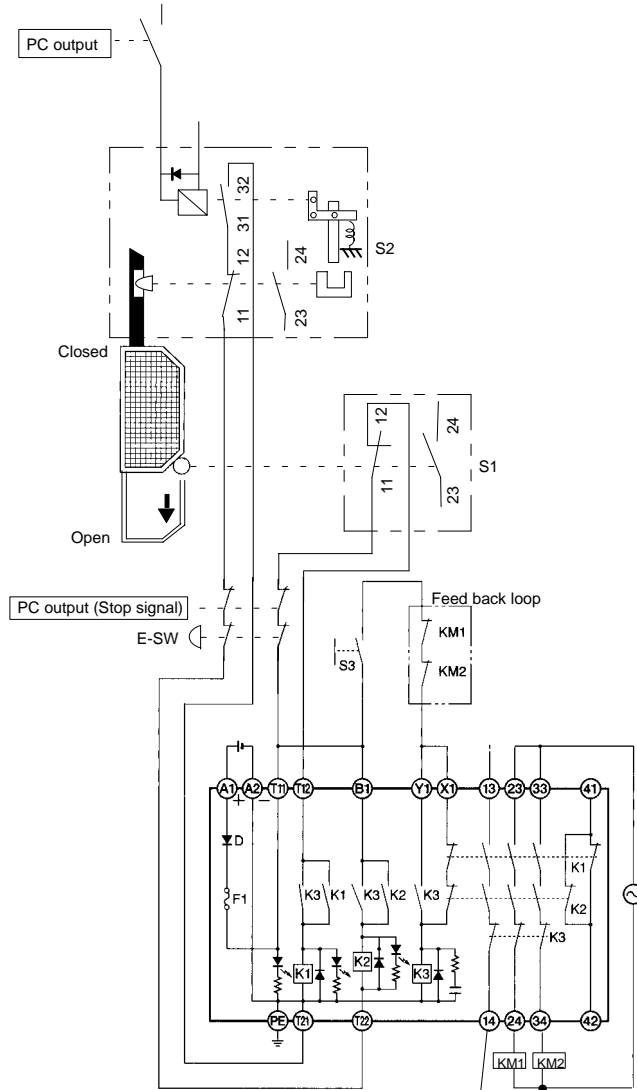 PC output
32
31
12
24
S2
11
23
Closed
12
24
11
23
S1
Open
PC output (Stop signal)
E-SW
Feed back loop
KM1
S3
KM2
A1 A2 T11 T12 B1 Y1 X1 13 23 33 41
+ −
D
K1
K3 K1 K3 K2 K3
F1
K2
K3
K1 K2 K3
PE T21 T22 14 24 34 42
KM1 KM2